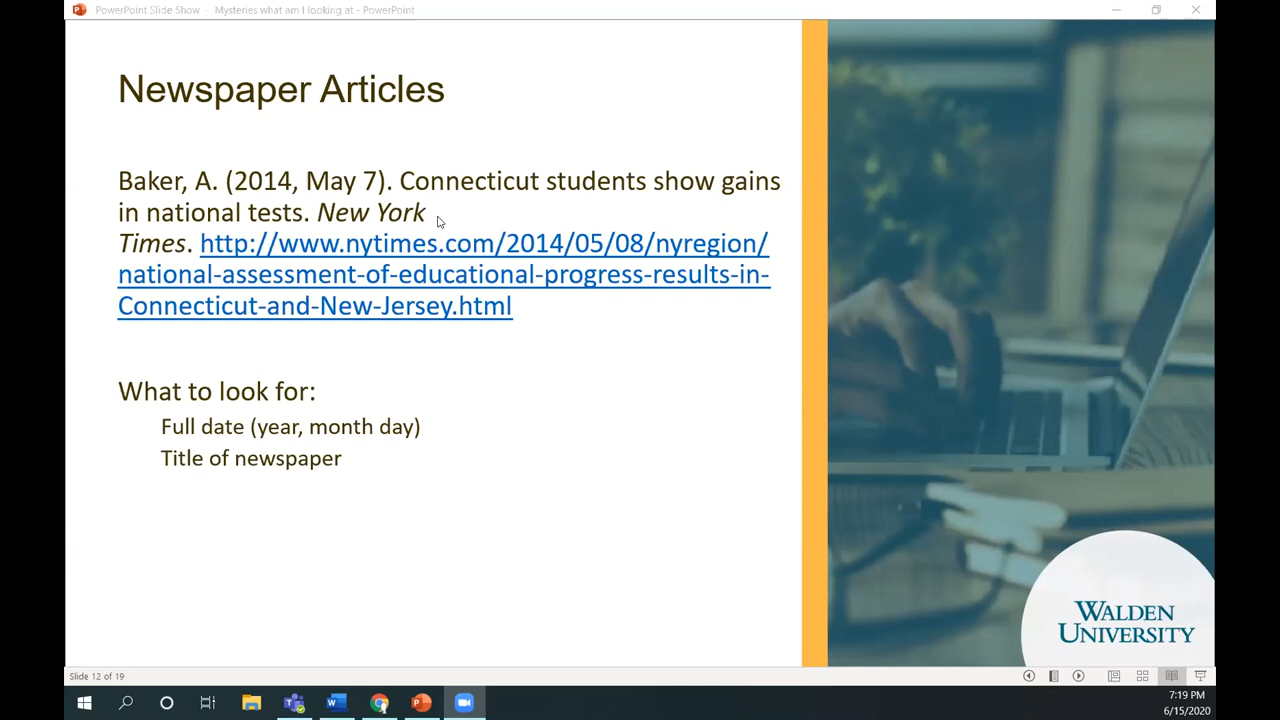 PowerPoint Slide Show - Mysteries what am I looking at - PowerPoint
Newspaper Articles
Baker, A. (2014, May 7). Connecticut students show gains
in national tests. New York
Times. http://www.nytimes.com/2014/05/08/nyregion/
national-assessment-of-educational-progress-results-in-
Connecticut-and-New-Jersey.html
What to look for:
Full date (year, month day)
Title of newspaper
WALDEN
UNIVERSITY
Slide 12 of 19
7:19 PM
6/15/2020